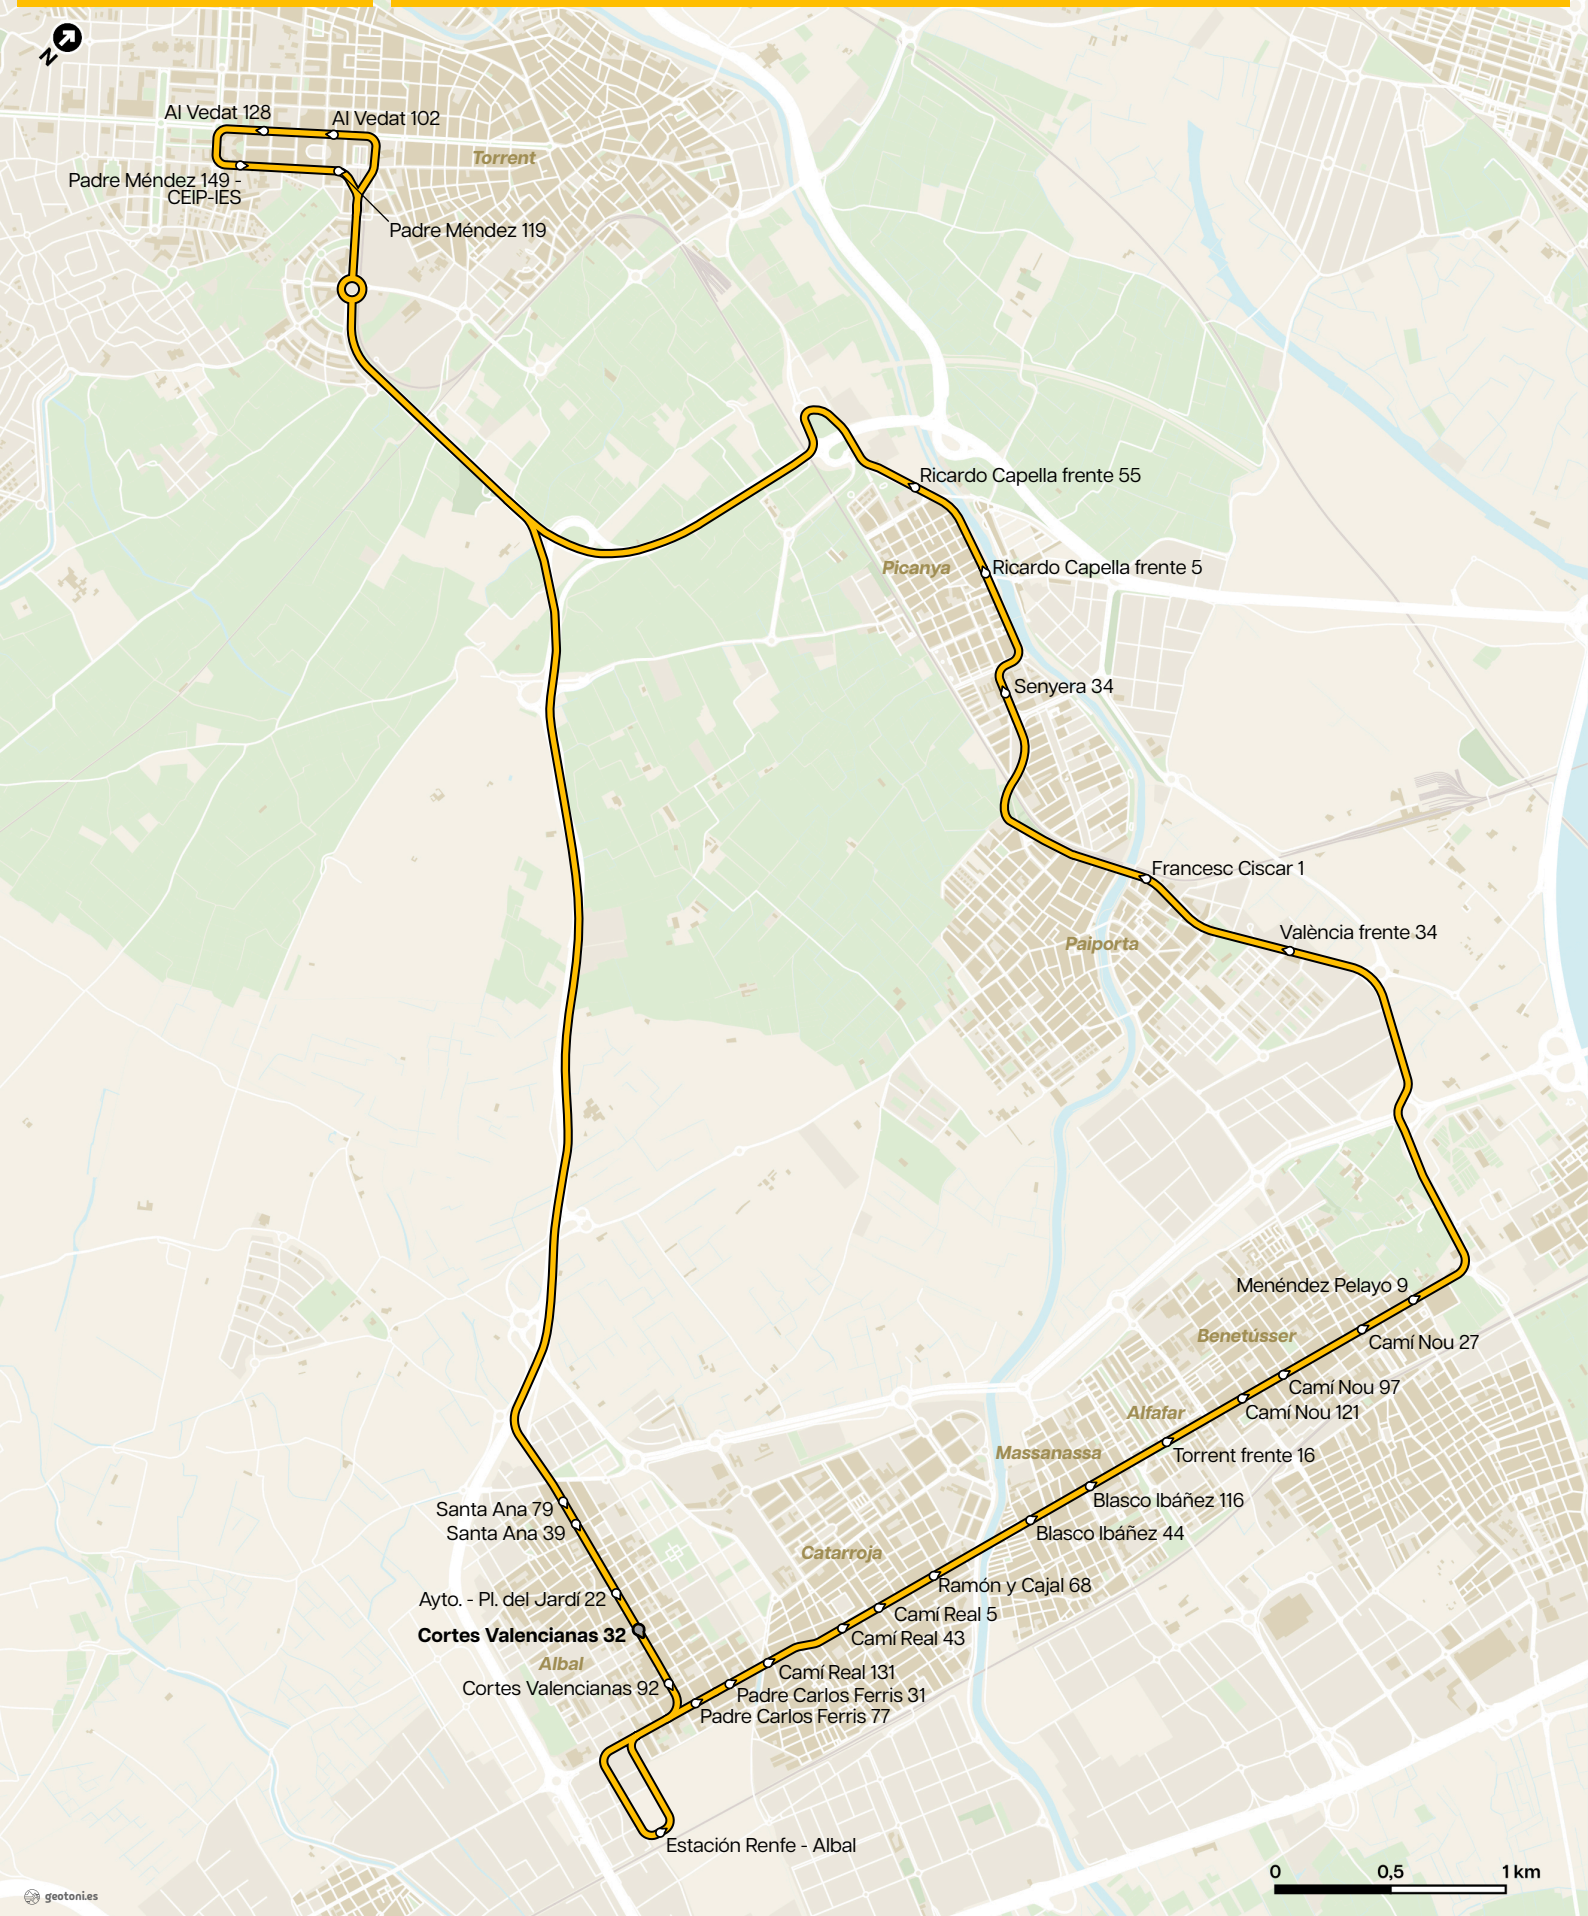 N
Al Vedat 128
Al Vedat 102
Torrent
Padre Méndez 149 -
CEIP-IES
Padre Méndez 119
Ricardo Capella frente 55
Picanya
Ricardo Capella frente 5
Senyera 34
Francesc Ciscar 1
València frente 34
Paiporta
Menéndez Pelayo 9
Benetússer
Camí Nou 27
Camí Nou 97
Alfafar
Camí Nou 121
Massanassa
Torrent frente 16
Blasco Ibáñez 116
Santa Ana 79
Santa Ana 39
Blasco Ibáñez 44
Catarroja
Ramón y Cajal 68
Ayto. - Pl. del Jardí 22
Camí Real 5
Cortes Valencianas 32
Camí Real 43
Albal
Camí Real 131
Cortes Valencianas 92
Padre Carlos Ferris 31
Padre Carlos Ferris 77
Estación Renfe - Albal
0 0,5 1 km
geotoni.es